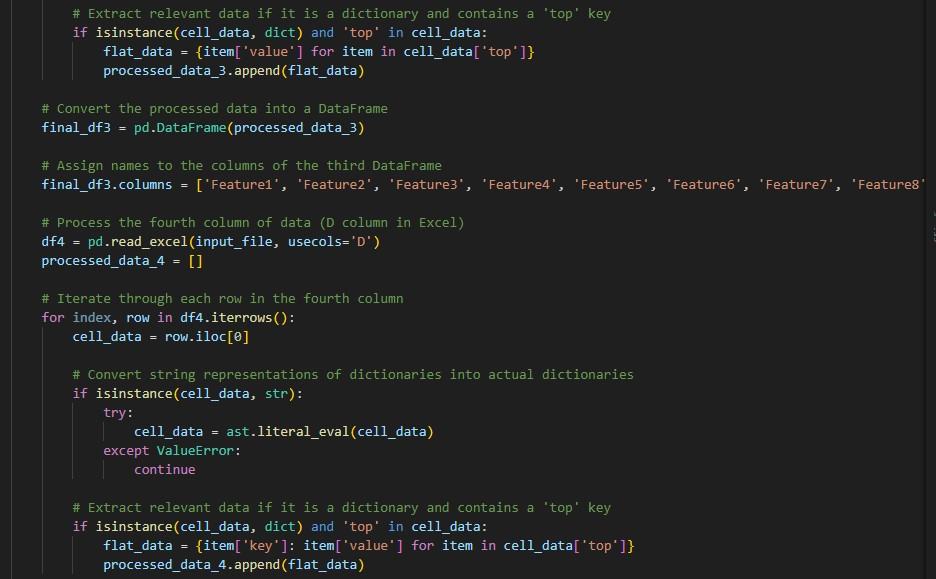 # Extract relevant data if it is a dictionary and contains a 'top' key
if isinstance(cell_data, dict) and 'top' in cell_data:
flat_data = {item['value'] for item in cell_data['top']}
processed_data_3.append(flat_data)
# Convert the processed data into a DataFrame
final_df3 = pd.DataFrame(processed_data_3)
# Assign names to the columns of the third DataFrame
final_df3.columns = ['Feature1', 'Feature2', 'Feature3', 'Feature4', 'Feature5', 'Feature6', 'Feature7', 'Feature8'
# Process the fourth column of data (D column in Excel)
df4 = pd.read_excel(input_file, usecols='D')
processed_data_4 = []
# Iterate through each row in the fourth column
for index, row in df4.iterrows():
cell_data = row.iloc[0]
# Convert string representations of dictionaries into actual dictionaries
if isinstance(cell_data, str):
try:
cell_data = ast.literal_eval(cell_data)
except ValueError:
continue
# Extract relevant data if it is a dictionary and contains a 'top' key
if isinstance(cell_data, dict) and 'top' in cell_data:
flat_data = {item['key']: item['value'] for item in cell_data['top']}
processed_data_4.append(flat_data)